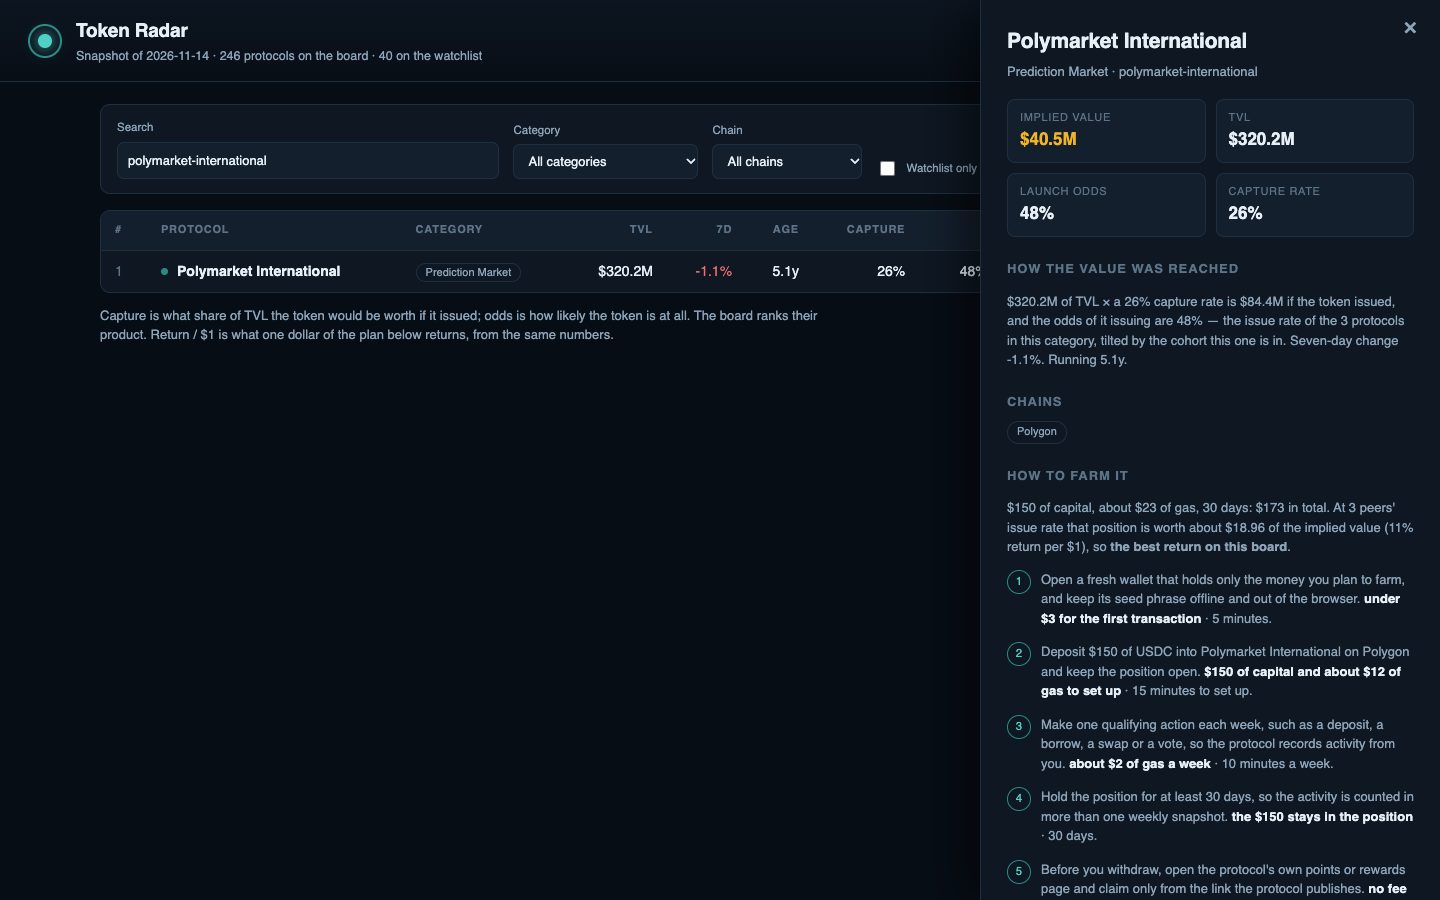 Token Radar
Snapshot of 2026-11-14 · 246 protocols on the board · 40 on the watchlist
Search
polymarket-international
Category
All categories
Chain
All chains
Watchlist only
# PROTOCOL CATEGORY TVL 7D AGE CAPTURE
1 Polymarket International Prediction Market $320.2M -1.1% 5.1y 26% 48%
Capture is what share of TVL the token would be worth if it issued; odds is how likely the token is at all. The board ranks their
product. Return / $1 is what one dollar of the plan below returns, from the same numbers.
Polymarket International
×
Prediction Market · polymarket-international
IMPLIED VALUE
$40.5M
TVL
$320.2M
LAUNCH ODDS
48%
CAPTURE RATE
26%
HOW THE VALUE WAS REACHED
$320.2M of TVL × a 26% capture rate is $84.4M if the token issued,
and the odds of it issuing are 48% — the issue rate of the 3 protocols
in this category, tilted by the cohort this one is in. Seven-day change
-1.1%. Running 5.1y.
CHAINS
Polygon
HOW TO FARM IT
$150 of capital, about $23 of gas, 30 days: $173 in total. At 3 peers'
issue rate that position is worth about $18.96 of the implied value (11%
return per $1), so the best return on this board.
1 Open a fresh wallet that holds only the money you plan to farm,
and keep its seed phrase offline and out of the browser. under
$3 for the first transaction · 5 minutes.
2 Deposit $150 of USDC into Polymarket International on Polygon
and keep the position open. $150 of capital and about $12 of
gas to set up · 15 minutes to set up.
3 Make one qualifying action each week, such as a deposit, a
borrow, a swap or a vote, so the protocol records activity from
you. about $2 of gas a week · 10 minutes a week.
4 Hold the position for at least 30 days, so the activity is counted in
more than one weekly snapshot. the $150 stays in the position
· 30 days.
5 Before you withdraw, open the protocol's own points or rewards
page and claim only from the link the protocol publishes. no fee